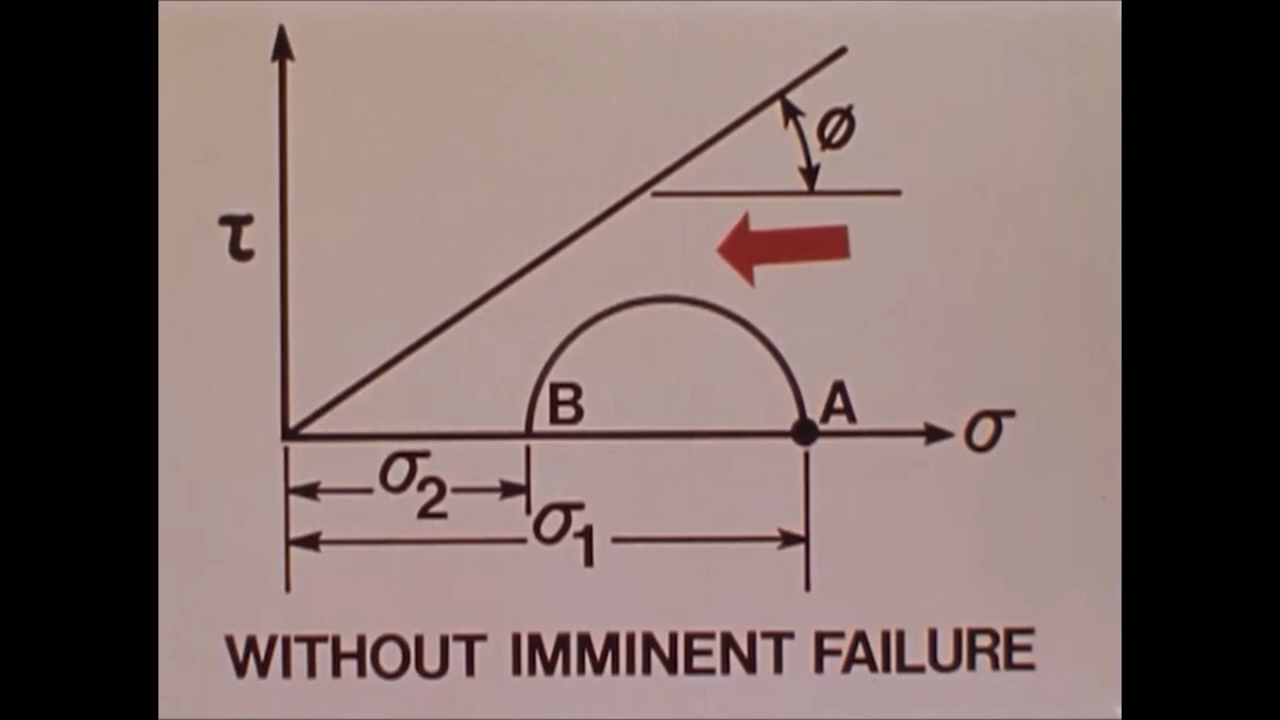 ø
τ
B
A
σ
σ2
σ1
WITHOUT IMMINENT FAILURE